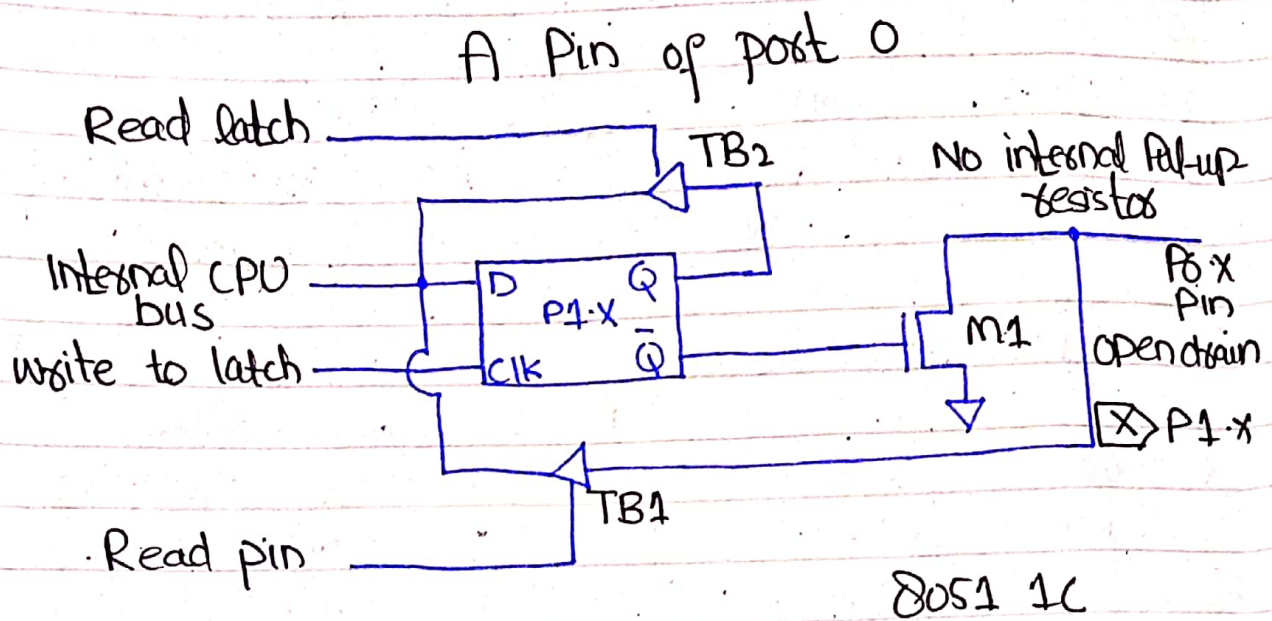 A Pin of port 0
Read latch
TB2
No internal Pull-up
resistor
Internal CPU
bus
D
Q
P1.X
P0.X
Pin
M1
open drain
write to latch
Clk
Q̅
X P1.X
TB1
Read pin
8051 IC